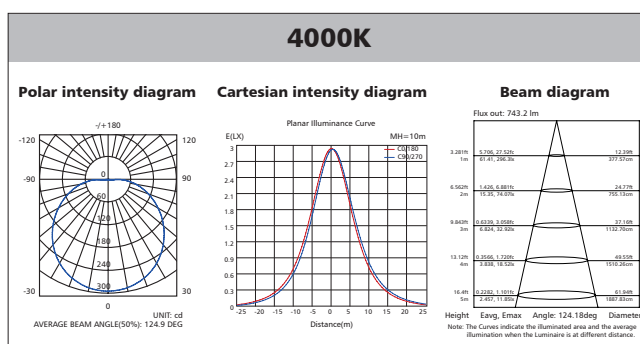 4000K
Polar intensity diagram
Cartesian intensity diagram
Beam diagram
-/+180
-120
120
-90
90
0
60
120
180
240
300
-30
30
0
UNIT: cd
AVERAGE BEAM ANGLE(50%): 124.9 DEG
Planar Illuminance Curve
E(LX)
MH=10m
C0/180
C90/270
3
2.7
2.4
2.1
1.8
1.5
1.2
0.9
0.6
0.3
0
-25 -20 -15 -10 -5 0 5 10 15 20 25
Distance(m)
Flux out: 743.2 lm
3.281ft 5.706, 27.52fc 12.39ft
1m 61.41, 296.3lx 377.57cm
6.562ft 1.426, 6.881fc 24.77ft
2m 15.35, 74.07lx 755.13cm
9.843ft 0.6339, 3.058fc 37.16ft
3m 6.824, 32.92lx 1132.70cm
13.12ft 0.3566, 1.720fc 49.55ft
4m 3.838, 18.52lx 1510.26cm
16.4ft 0.2282, 1.101fc 61.94ft
5m 2.457, 11.85lx 1887.83cm
Height Eavg, Emax Angle: 124.18deg Diameter
Note: The Curves indicate the illuminated area and the average
illumination when the Luminaire is at different distance.